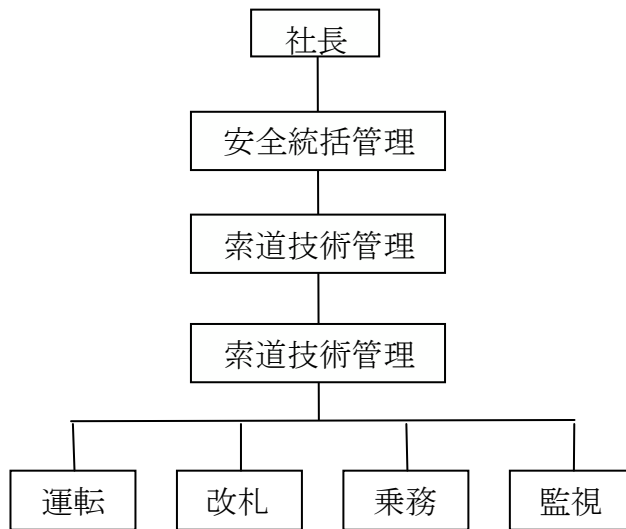 社長
安全統括管理
索道技術管理
索道技術管理
運転
改札
乗務
監視